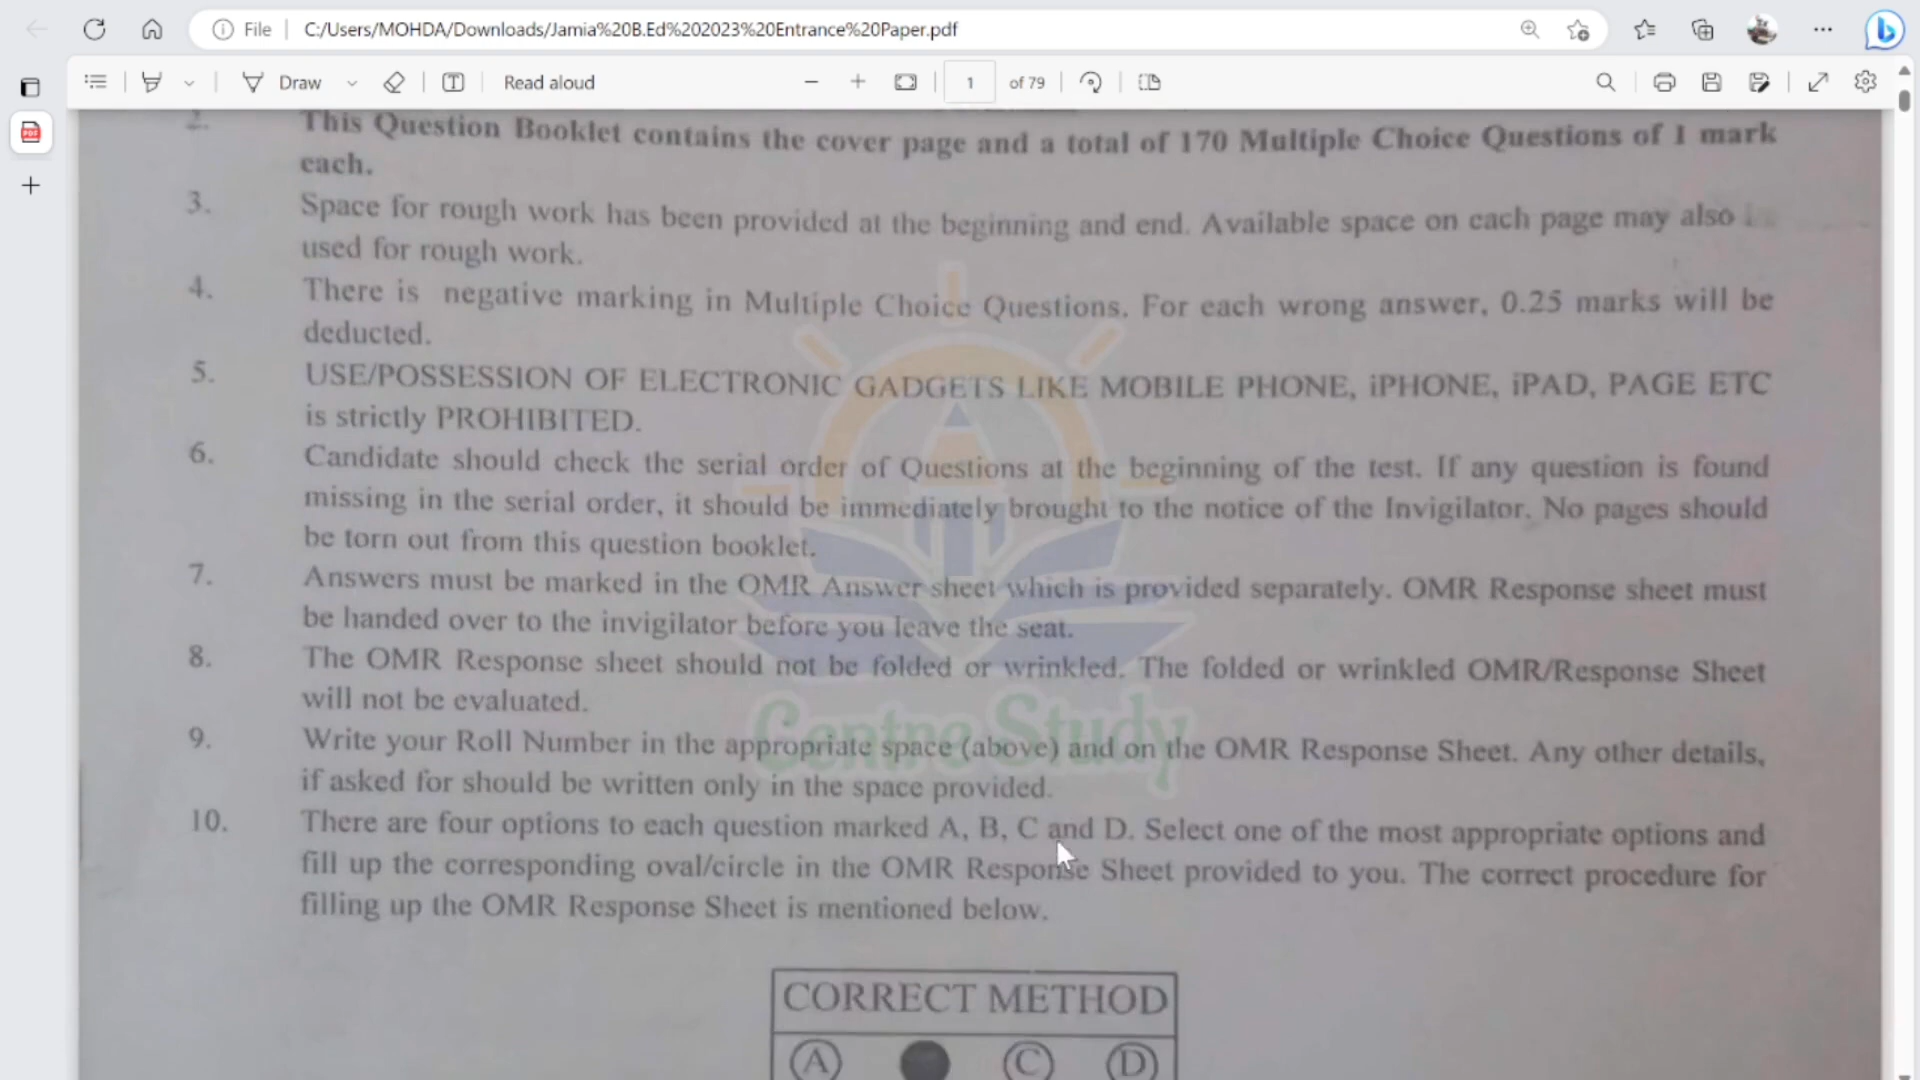 File
C:/Users/MOHDA/Downloads/Jamia%20B.Ed%202023%20Entrance%20Paper.pdf
Draw
Read aloud
1 of 79
2. This Question Booklet contains the cover page and a total of 170 Multiple Choice Questions of 1 mark
each.
3. Space for rough work has been provided at the beginning and end. Available space on each page may also
used for rough work.
4. There is negative marking in Multiple Choice Questions. For each wrong answer, 0.25 marks will be
deducted.
5. USE/POSSESSION OF ELECTRONIC GADGETS LIKE MOBILE PHONE, iPHONE, iPAD, PAGE ETC
is strictly PROHIBITED.
6. Candidate should check the serial order of Questions at the beginning of the test. If any question is found
missing in the serial order, it should be immediately brought to the notice of the Invigilator. No pages should
be torn out from this question booklet.
7. Answers must be marked in the OMR Answer sheet which is provided separately. OMR Response sheet must
be handed over to the invigilator before you leave the seat.
8. The OMR Response sheet should not be folded or wrinkled. The folded or wrinkled OMR/Response Sheet
will not be evaluated.
Centre Study
9. Write your Roll Number in the appropriate space (above) and on the OMR Response Sheet. Any other details,
if asked for should be written only in the space provided.
10. There are four options to each question marked A, B, C and D. Select one of the most appropriate options and
fill up the corresponding oval/circle in the OMR Response Sheet provided to you. The correct procedure for
filling up the OMR Response Sheet is mentioned below.
CORRECT METHOD
A C D